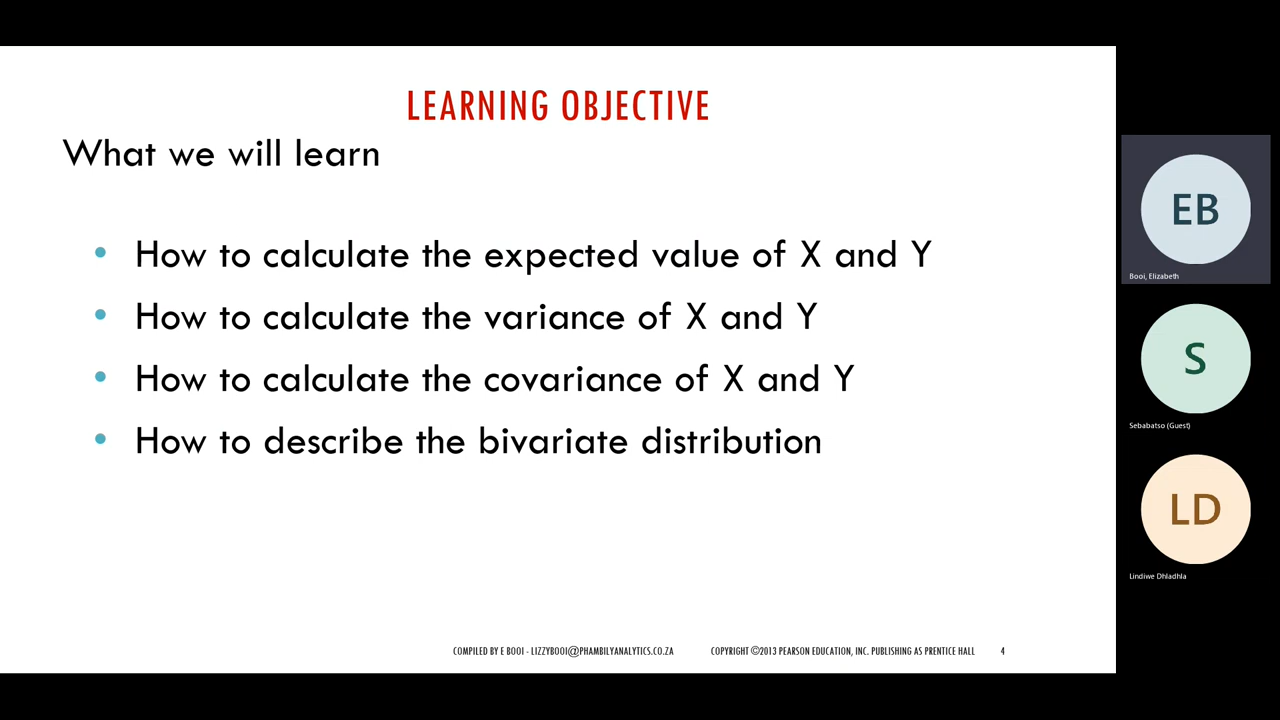 LEARNING OBJECTIVE
What we will learn
• How to calculate the expected value of X and Y
• How to calculate the variance of X and Y
• How to calculate the covariance of X and Y
• How to describe the bivariate distribution
COMPILED BY E BOOI - LIZZYBOOI@PHAMBILYANALYTICS.CO.ZA COPYRIGHT ©2013 PEARSON EDUCATION, INC. PUBLISHING AS PRENTICE HALL 4
EB
Booi, Elizabeth
S
Sebabatso (Guest)
LD
Lindiwe Dhladhla